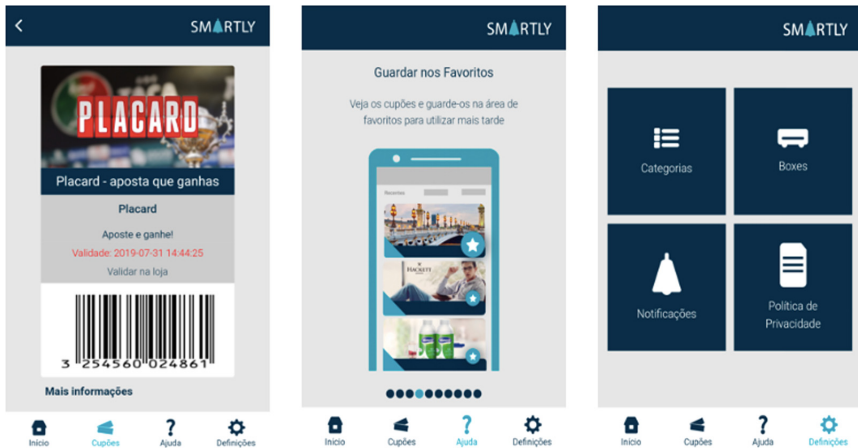 SMARTLY
PLACARD
Placard - aposta que ganhas
Placard
Aposte e ganhe!
Validade: 2019-07-31 14:44:25
Validar na loja
3 254560 024861
Mais informações
Início
Cupões
Ajuda
Definições
SMARTLY
Guardar nos Favoritos
Veja os cupões e guarde-os na área de
favoritos para utilizar mais tarde
HACKETT
Início
Cupões
Ajuda
Definições
SMARTLY
Categorias
Boxes
Notificações
Política de
Privacidade
Início
Cupões
Ajuda
Definições